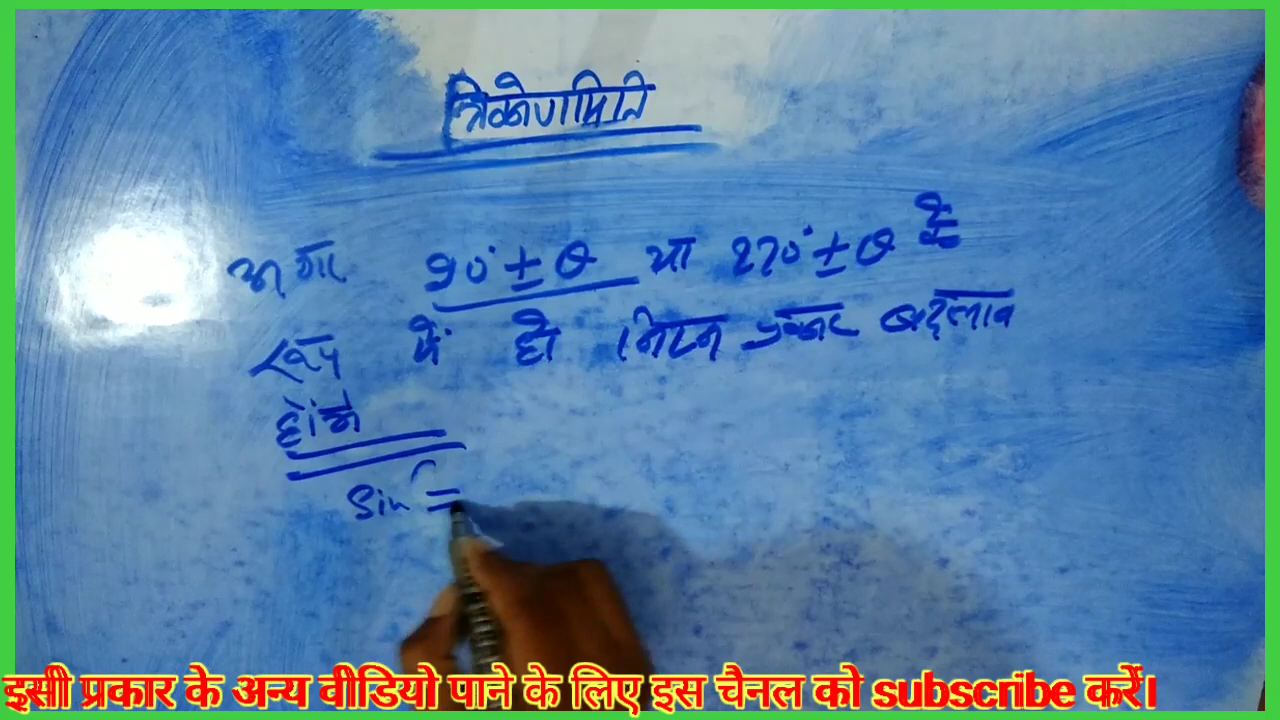 त्रिकोणमिति
अगर 90° ± θ या 270° ± θ के
रूप में हो निम्न प्रकार बदलाव
होंगे
sin =
इसी प्रकार के अन्य वीडियो पाने के लिए इस चैनल को subscribe करें।